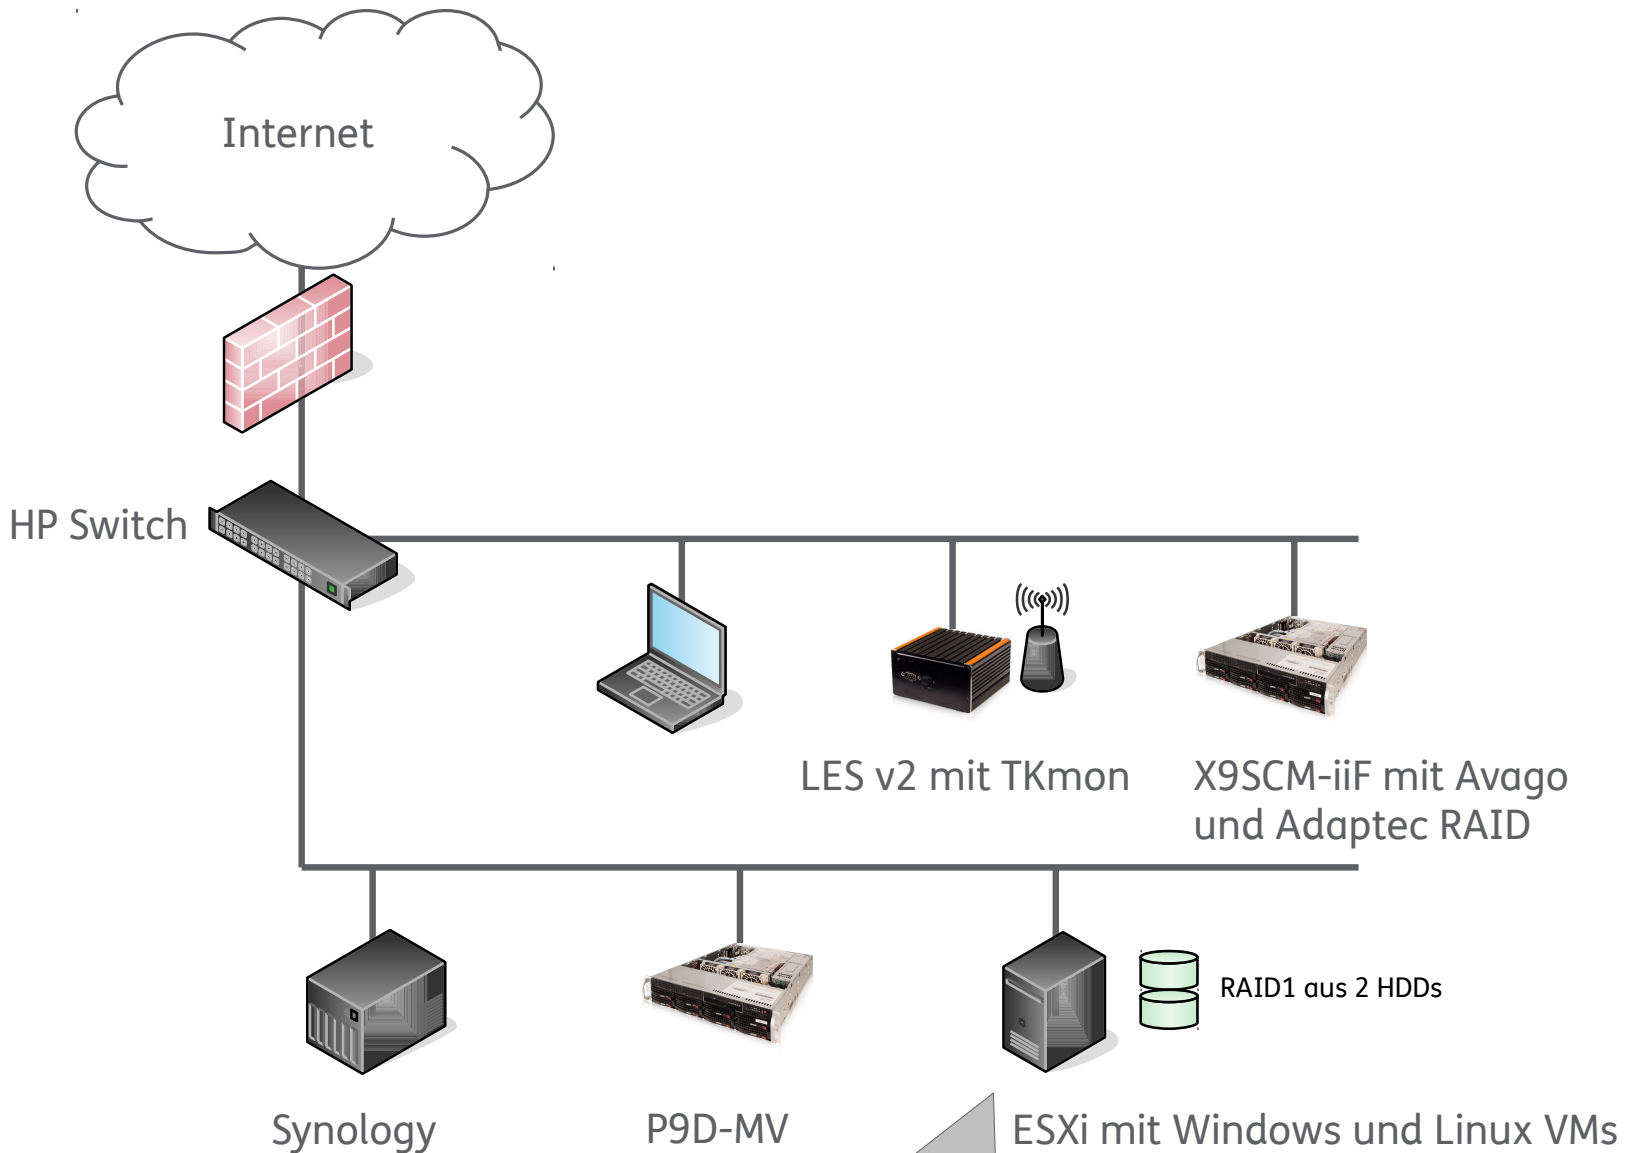 Internet
HP Switch
LES v2 mit TKmon
X9SCM-iiF mit Avago
und Adaptec RAID
RAID1 aus 2 HDDs
Synology
P9D-MV
ESXi mit Windows und Linux VMs